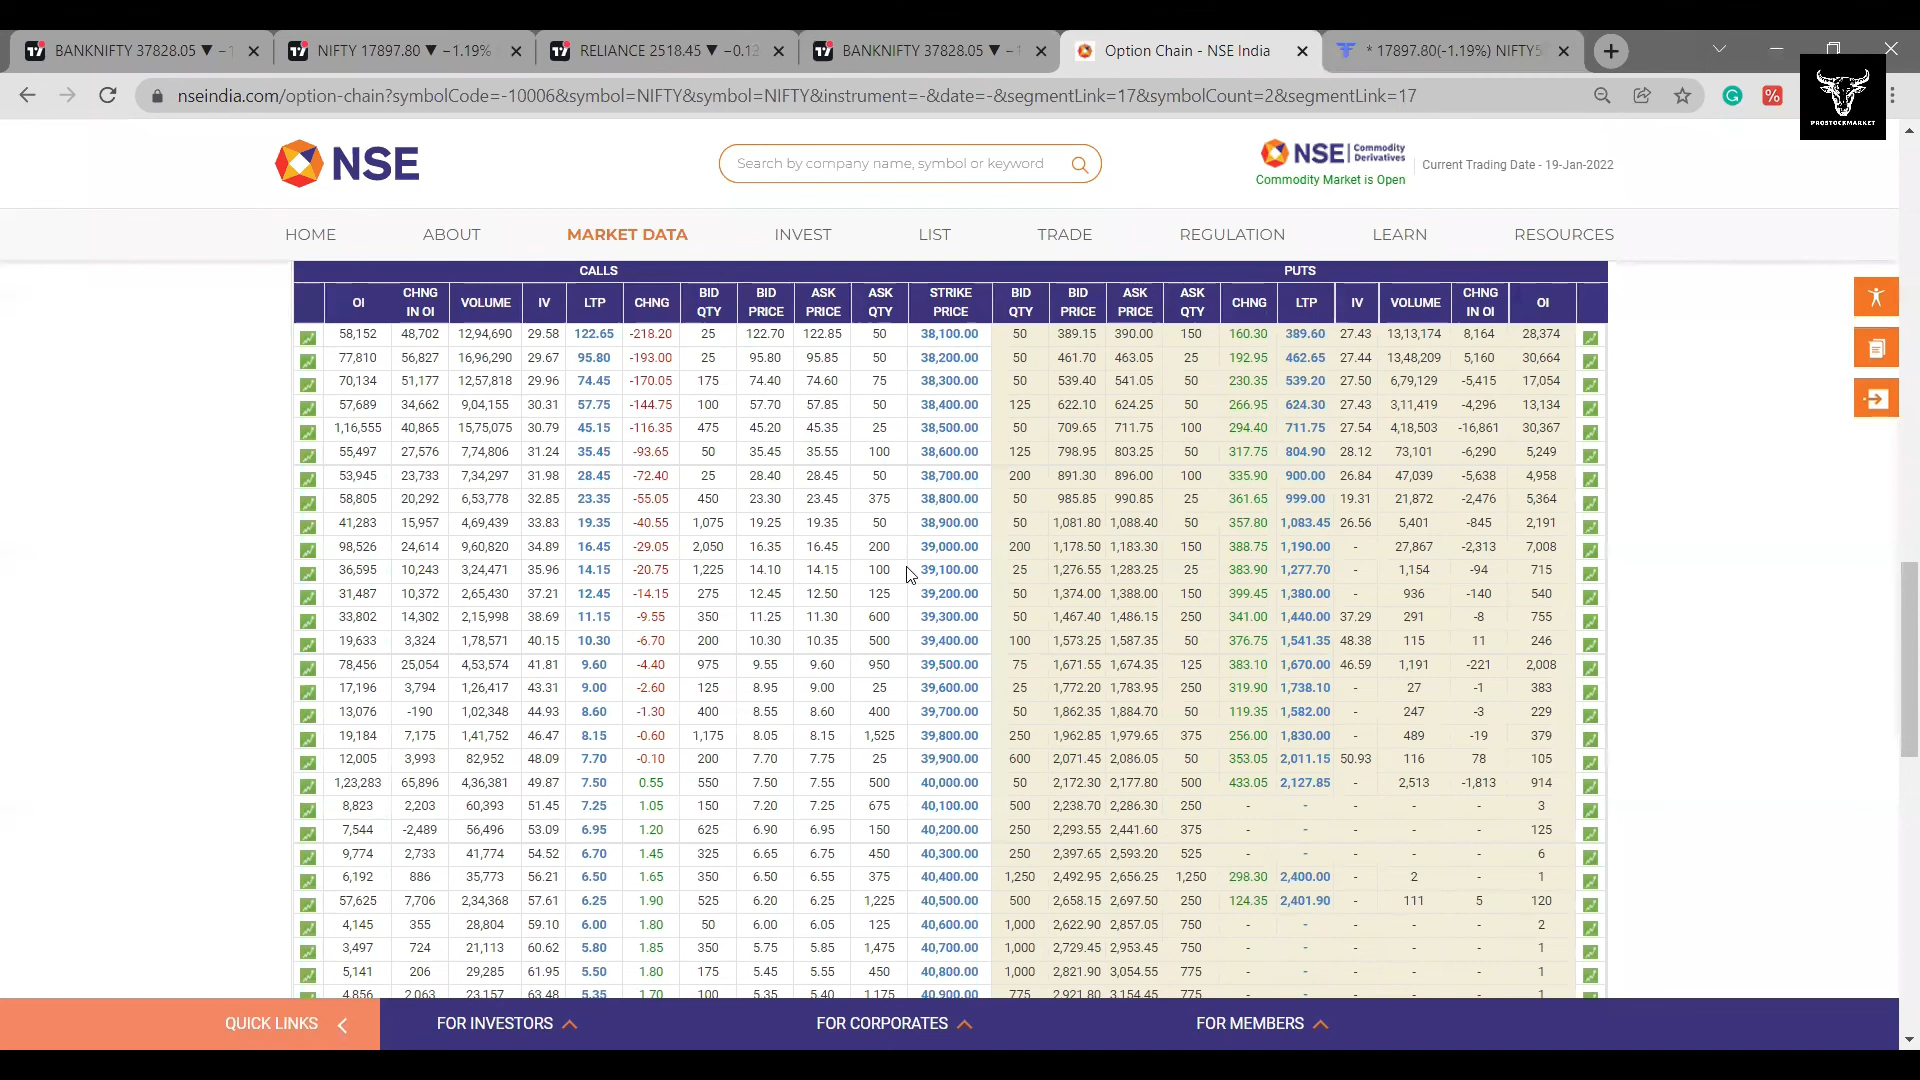 BANKNIFTY 37828.05 ▼ −1
NIFTY 17897.80 ▼ −1.19%
RELIANCE 2518.45 ▼ −0.13
BANKNIFTY 37828.05 ▼ −1
Option Chain - NSE India
* 17897.80(-1.19%) NIFTY5
nseindia.com/option-chain?symbolCode=-10006&symbol=NIFTY&symbol=NIFTY&instrument=-&date=-&segmentLink=17&symbolCount=2&segmentLink=17
PROSTOCKMARKET
NSE
Search by company name, symbol or keyword
NSE Commodity Derivatives
Commodity Market is Open
Current Trading Date - 19-Jan-2022
HOME ABOUT MARKET DATA INVEST LIST TRADE REGULATION LEARN RESOURCES
CALLS PUTS
OI CHNG IN OI VOLUME IV LTP CHNG BID QTY BID PRICE ASK PRICE ASK QTY STRIKE PRICE BID QTY BID PRICE ASK PRICE ASK QTY CHNG LTP IV VOLUME CHNG IN OI OI
58,152 48,702 12,94,690 29.58 122.65 -218.20 25 122.70 122.85 50 38,100.00 50 389.15 390.00 150 160.30 389.60 27.43 13,13,174 8,164 28,374
77,810 56,827 16,96,290 29.67 95.80 -193.00 25 95.80 95.85 50 38,200.00 50 461.70 463.05 25 192.95 462.65 27.44 13,48,209 5,160 30,664
70,134 51,177 12,57,818 29.96 74.45 -170.05 175 74.40 74.60 75 38,300.00 50 539.40 541.05 50 230.35 539.20 27.50 6,79,129 -5,415 17,054
57,689 34,662 9,04,155 30.31 57.75 -144.75 100 57.70 57.85 50 38,400.00 125 622.10 624.25 50 266.95 624.30 27.43 3,11,419 -4,296 13,134
1,16,555 40,865 15,75,075 30.79 45.15 -116.35 475 45.20 45.35 25 38,500.00 50 709.65 711.75 100 294.40 711.75 27.54 4,18,503 -16,861 30,367
55,497 27,576 7,74,806 31.24 35.45 -93.65 50 35.45 35.55 100 38,600.00 125 798.95 803.25 50 317.75 804.90 28.12 73,101 -6,290 5,249
53,945 23,733 7,34,297 31.98 28.45 -72.40 25 28.40 28.45 50 38,700.00 200 891.30 896.00 100 335.90 900.00 26.84 47,039 -5,638 4,958
58,805 20,292 6,53,778 32.85 23.35 -55.05 450 23.30 23.45 375 38,800.00 50 985.85 990.85 25 361.65 999.00 19.31 21,872 -2,476 5,364
41,283 15,957 4,69,439 33.83 19.35 -40.55 1,075 19.25 19.35 50 38,900.00 50 1,081.80 1,088.40 50 357.80 1,083.45 26.56 5,401 -845 2,191
98,526 24,614 9,60,820 34.89 16.45 -29.05 2,050 16.35 16.45 200 39,000.00 200 1,178.50 1,183.30 150 388.75 1,190.00 - 27,867 -2,313 7,008
36,595 10,243 3,24,471 35.96 14.15 -20.75 1,225 14.10 14.15 100 39,100.00 25 1,276.55 1,283.25 25 383.90 1,277.70 - 1,154 -94 715
31,487 10,372 2,65,430 37.21 12.45 -14.15 275 12.45 12.50 125 39,200.00 50 1,374.00 1,388.00 150 399.45 1,380.00 - 936 -140 540
33,802 14,302 2,15,998 38.69 11.15 -9.55 350 11.25 11.30 600 39,300.00 50 1,467.40 1,486.15 250 341.00 1,440.00 37.29 291 -8 755
19,633 3,324 1,78,571 40.15 10.30 -6.70 200 10.30 10.35 500 39,400.00 100 1,573.25 1,587.35 50 376.75 1,541.35 48.38 115 11 246
78,456 25,054 4,53,574 41.81 9.60 -4.40 975 9.55 9.60 950 39,500.00 75 1,671.55 1,674.35 125 383.10 1,670.00 46.59 1,191 -221 2,008
17,196 3,794 1,26,417 43.31 9.00 -2.60 125 8.95 9.00 25 39,600.00 25 1,772.20 1,783.95 250 319.90 1,738.10 - 27 -1 383
13,076 -190 1,02,348 44.93 8.60 -1.30 400 8.55 8.60 400 39,700.00 50 1,862.35 1,884.70 50 119.35 1,582.00 - 247 -3 229
19,184 7,175 1,41,752 46.47 8.15 -0.60 1,175 8.05 8.15 1,525 39,800.00 250 1,962.85 1,979.65 375 256.00 1,830.00 - 489 -19 379
12,005 3,993 82,952 48.09 7.70 -0.10 200 7.70 7.75 25 39,900.00 600 2,071.45 2,086.05 50 353.05 2,011.15 50.93 116 78 105
1,23,283 65,896 4,36,381 49.87 7.50 0.55 550 7.50 7.55 500 40,000.00 50 2,172.30 2,177.80 500 433.05 2,127.85 - 2,513 -1,813 914
8,823 2,203 60,393 51.45 7.25 1.05 150 7.20 7.25 675 40,100.00 500 2,238.70 2,286.30 250 - - - - - 3
7,544 -2,489 56,496 53.09 6.95 1.20 625 6.90 6.95 150 40,200.00 250 2,293.55 2,441.60 375 - - - - - 125
9,774 2,733 41,774 54.52 6.70 1.45 325 6.65 6.75 450 40,300.00 250 2,397.65 2,593.20 525 - - - - - 6
6,192 886 35,773 56.21 6.50 1.65 350 6.50 6.55 375 40,400.00 1,250 2,492.95 2,656.25 1,250 298.30 2,400.00 - 2 - 1
57,625 7,706 2,34,368 57.61 6.25 1.90 525 6.20 6.25 1,225 40,500.00 500 2,658.15 2,697.50 250 124.35 2,401.90 - 111 5 120
4,145 355 28,804 59.10 6.00 1.80 50 6.00 6.05 125 40,600.00 1,000 2,622.90 2,857.05 750 - - - - - 2
3,497 724 21,113 60.62 5.80 1.85 350 5.75 5.85 1,475 40,700.00 1,000 2,729.45 2,953.45 750 - - - - - 1
5,141 206 29,285 61.95 5.50 1.80 175 5.45 5.55 450 40,800.00 1,000 2,821.90 3,054.55 775 - - - - - 1
4,856 2,063 23,157 63.48 5.35 1.70 100 5.35 5.40 1,175 40,900.00 775 2,921.80 3,154.45 775 - - - - - 1
QUICK LINKS FOR INVESTORS FOR CORPORATES FOR MEMBERS